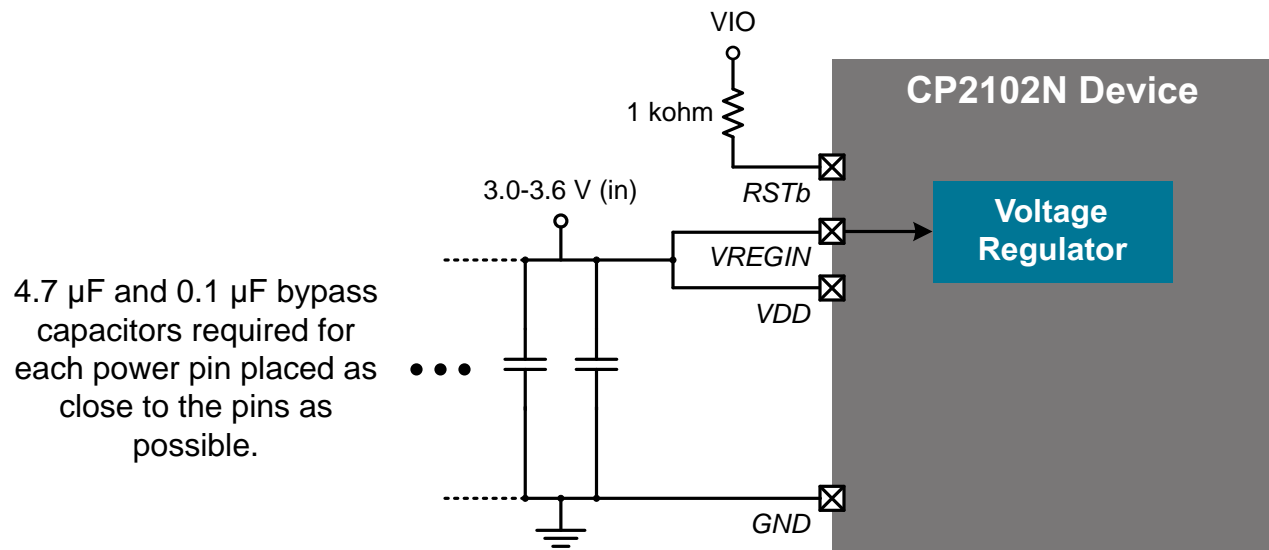 VIO
CP2102N Device
1 kohm
RSTb
3.0-3.6 V (in)
Voltage
Regulator
VREGIN
VDD
4.7 µF and 0.1 µF bypass
capacitors required for
each power pin placed as
close to the pins as
possible.
GND